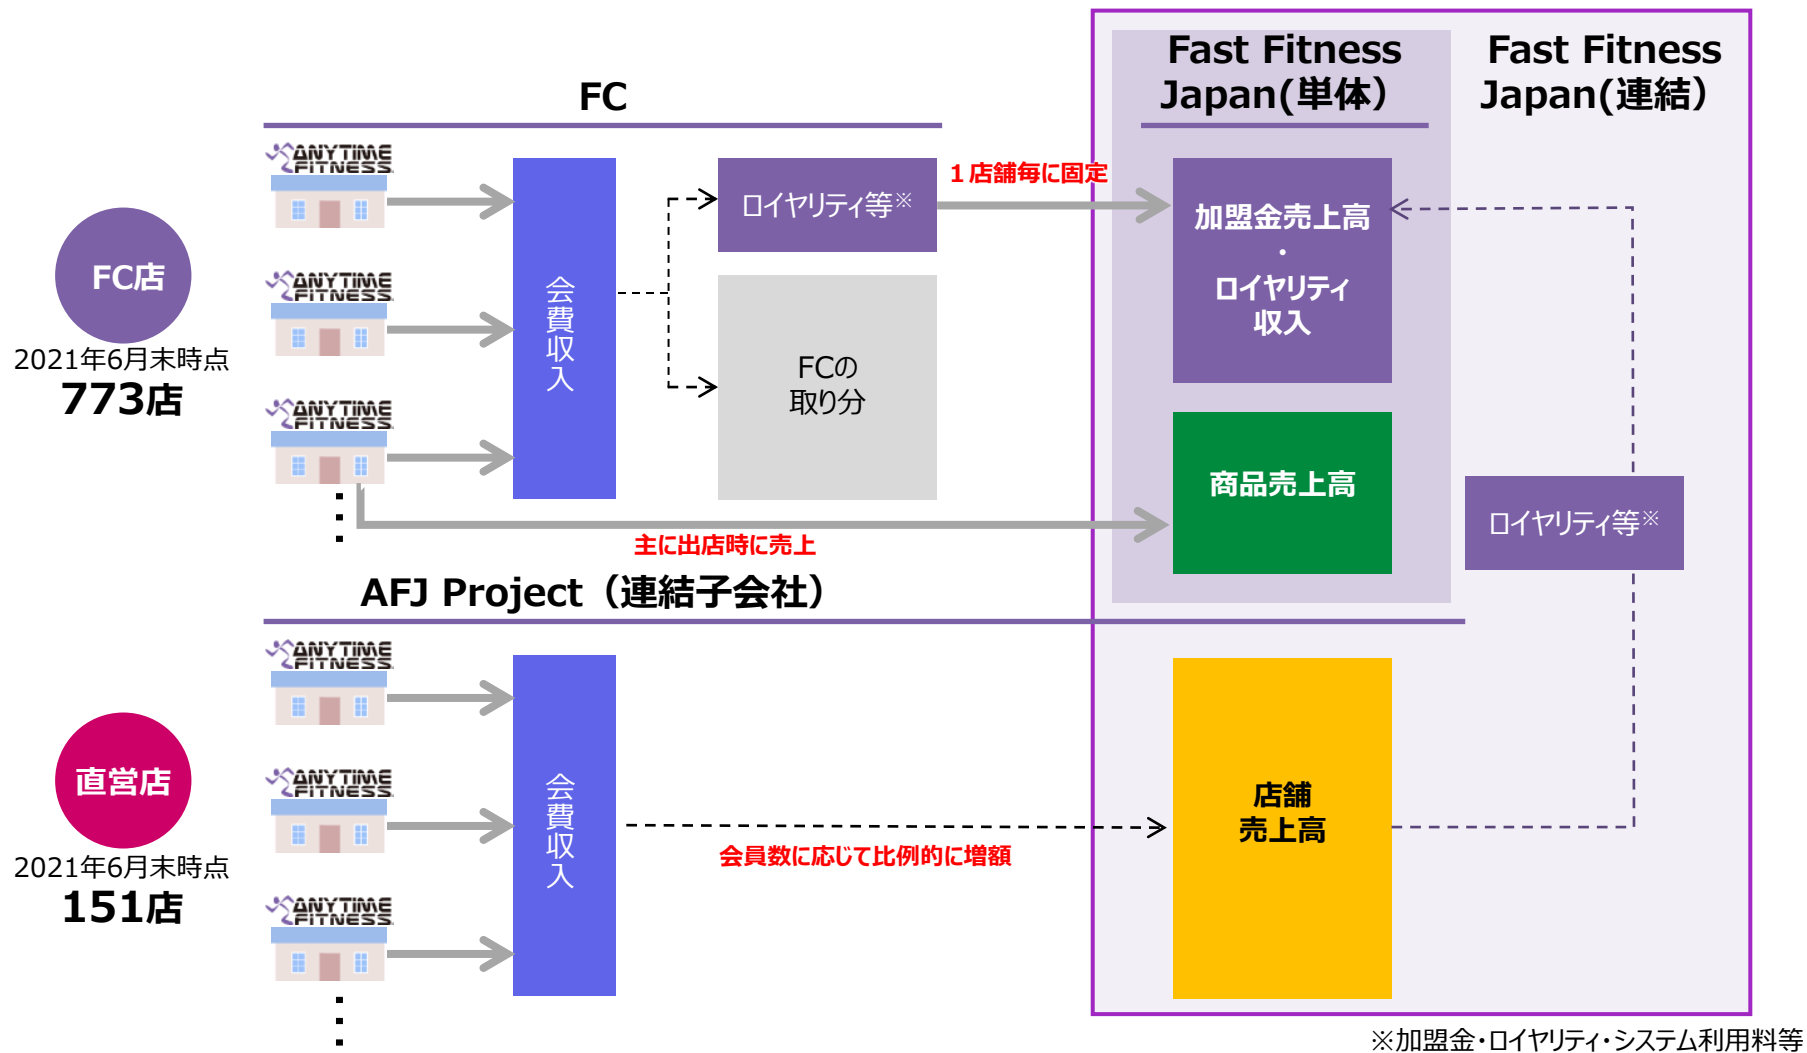 Fast Fitness
Japan(単体）
Fast Fitness
Japan(連結）
FC
ANYTIME
FITNESS
ANYTIME
FITNESS
ANYTIME
FITNESS
FC店
2021年6月末時点
773店
会費収入
ロイヤリティ等※
FCの
取り分
１店舗毎に固定
加盟金売上高
・
ロイヤリティ
収入
商品売上高
主に出店時に売上
ロイヤリティ等※
AFJ Project（連結子会社）
ANYTIME
FITNESS
ANYTIME
FITNESS
ANYTIME
FITNESS
直営店
2021年6月末時点
151店
会費収入
会員数に応じて比例的に増額
店舗
売上高
※加盟金・ロイヤリティ・システム利用料等